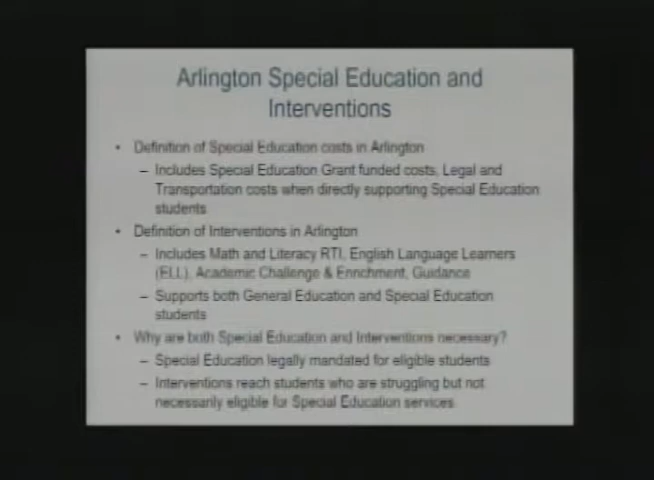 Arlington Special Education and
Interventions
• Definition of Special Education costs in Arlington
– Includes Special Education Grant funded costs, Legal and
Transportation costs when directly supporting Special Education
students
• Definition of Interventions in Arlington
– Includes Math and Literacy RTI, English Language Learners
(ELL), Academic Challenge & Enrichment, Guidance
– Supports both General Education and Special Education
students
• Why are both Special Education and Interventions necessary?
– Special Education legally mandated for eligible students
– Interventions reach students who are struggling but not
necessarily eligible for Special Education services